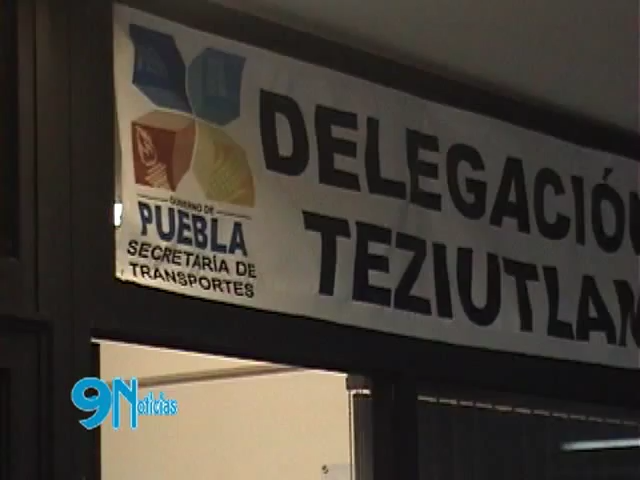 DELEGACIÓN
TEZIUTLAN
GOBIERNO DE
PUEBLA
SECRETARÍA DE
TRANSPORTES
9Noticias